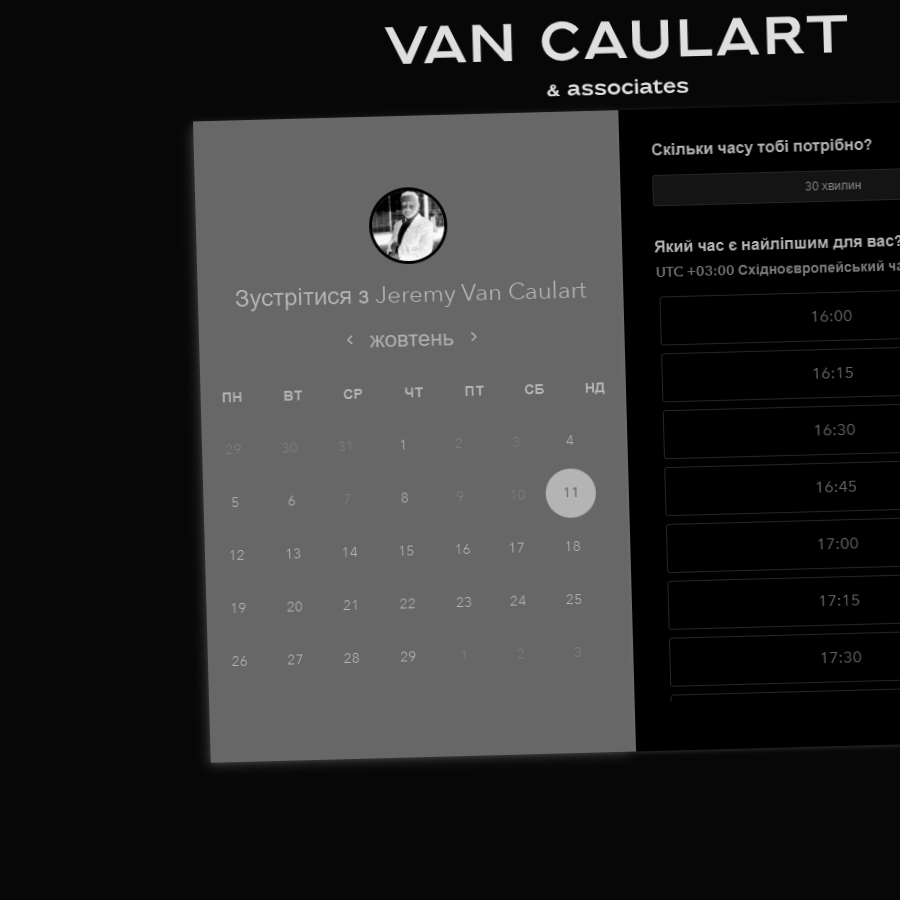 VAN CAULART
& associates
Зустрітися з Jeremy Van Caulart
‹ жовтень ›
ПН ВТ СР ЧТ ПТ СБ НД
29 30 31 1 2 3 4
5 6 7 8 9 10 11
12 13 14 15 16 17 18
19 20 21 22 23 24 25
26 27 28 29 1 2 3
Скільки часу тобі потрібно?
30 хвилин
Який час є найліпшим для вас?
UTC +03:00 Східноєвропейський
16:00
16:15
16:30
16:45
17:00
17:15
17:30